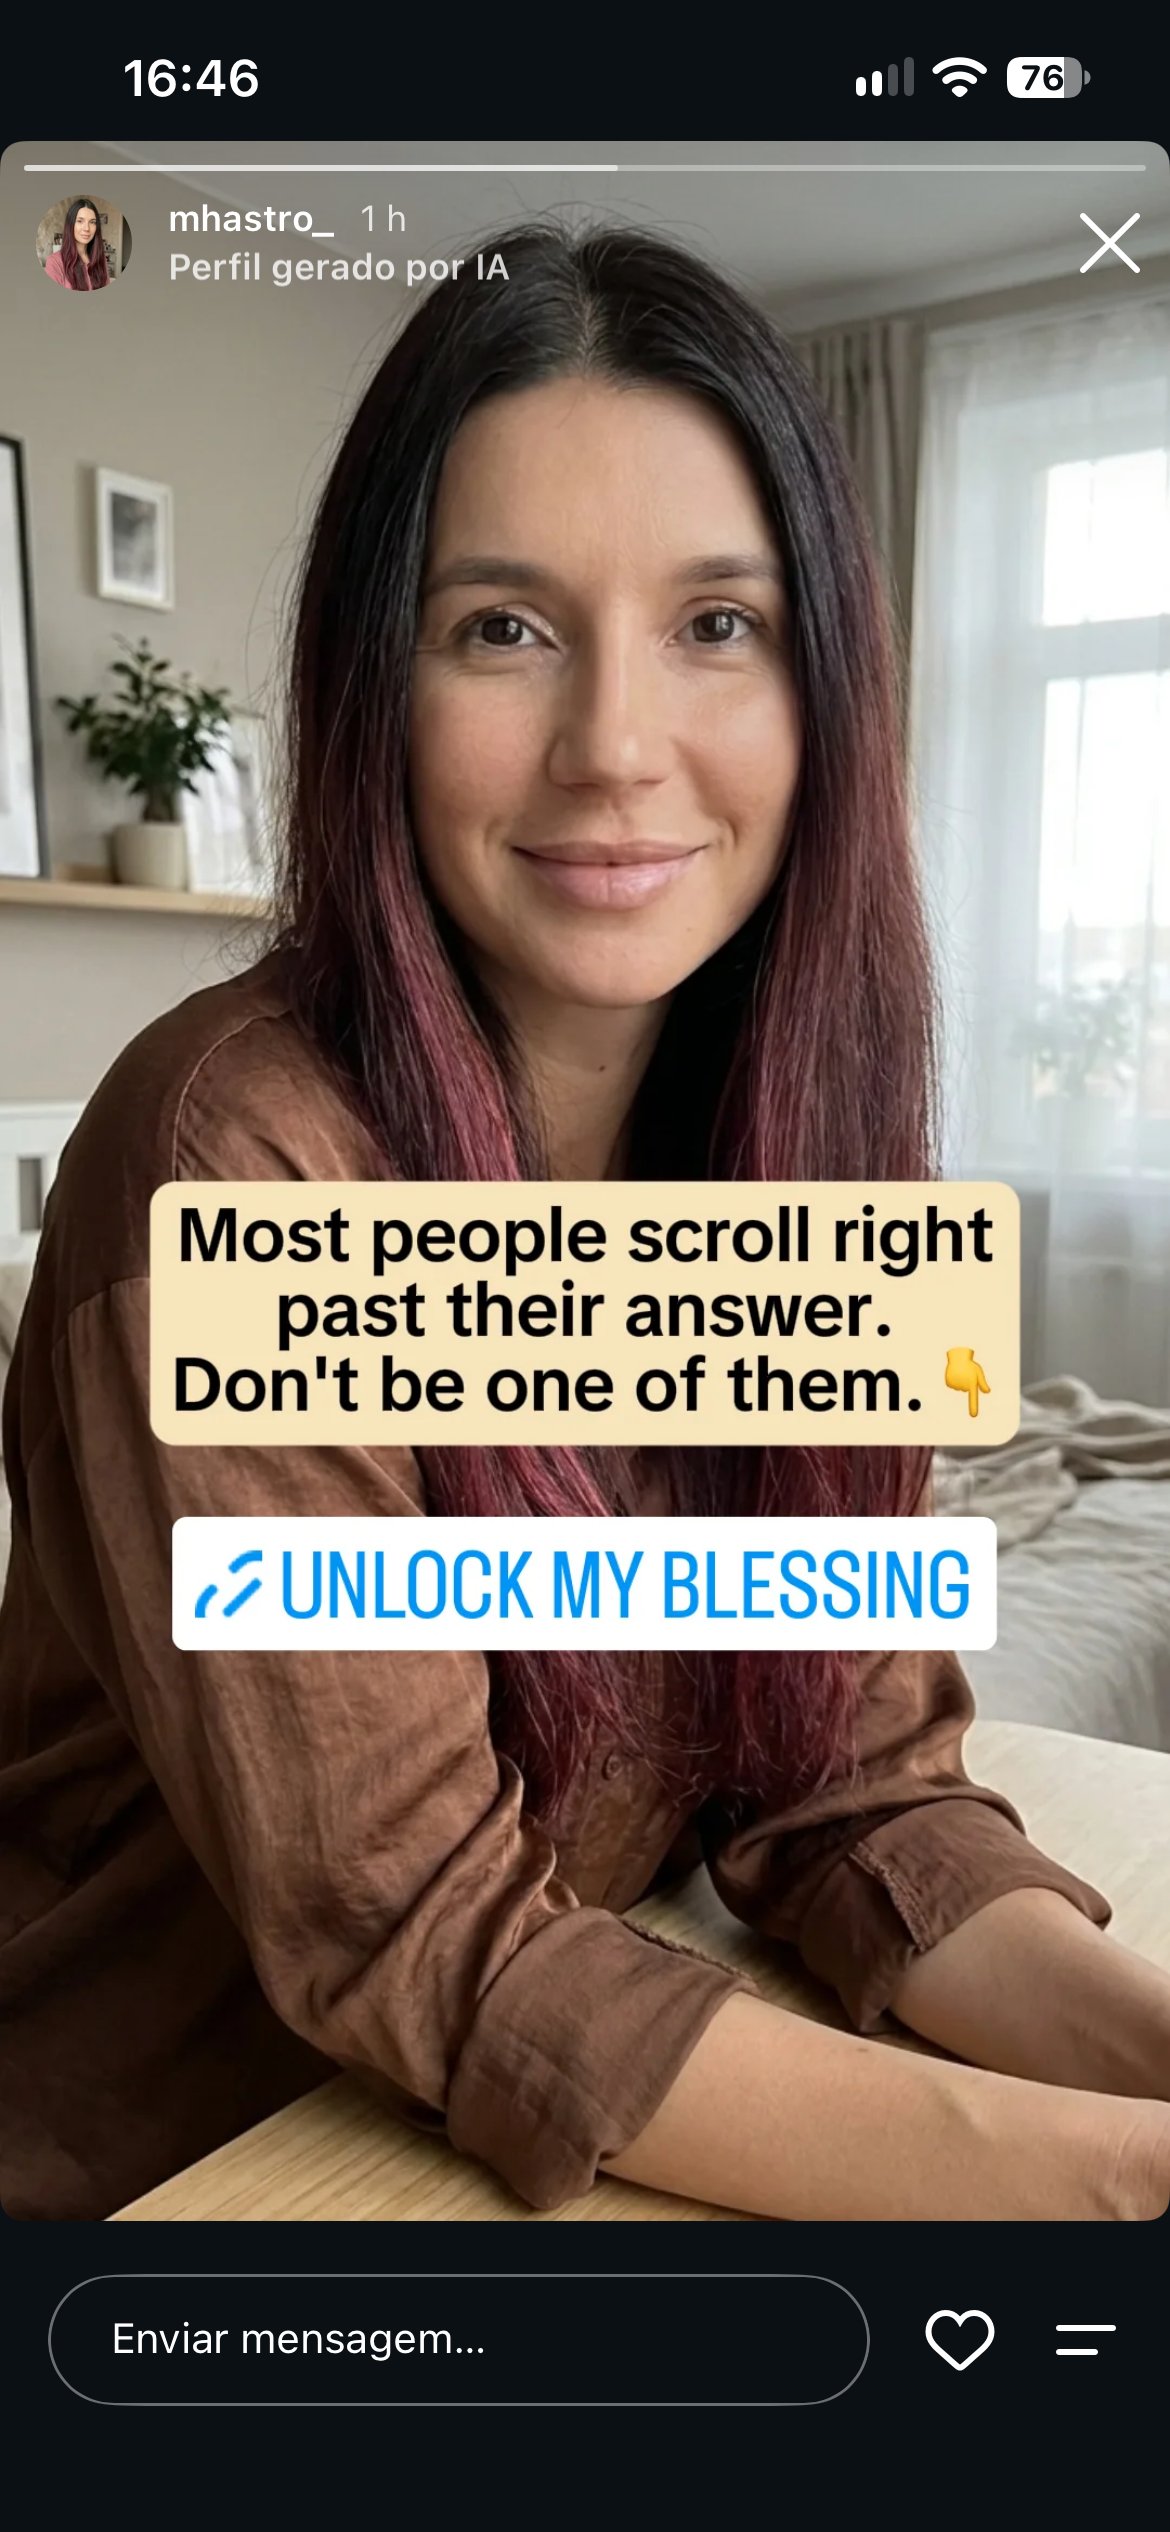 16:46
76
mhastro_ 1 h
Perfil gerado por IA
Most people scroll right
past their answer.
Don't be one of them.👇
UNLOCK MY BLESSING
Enviar mensagem...